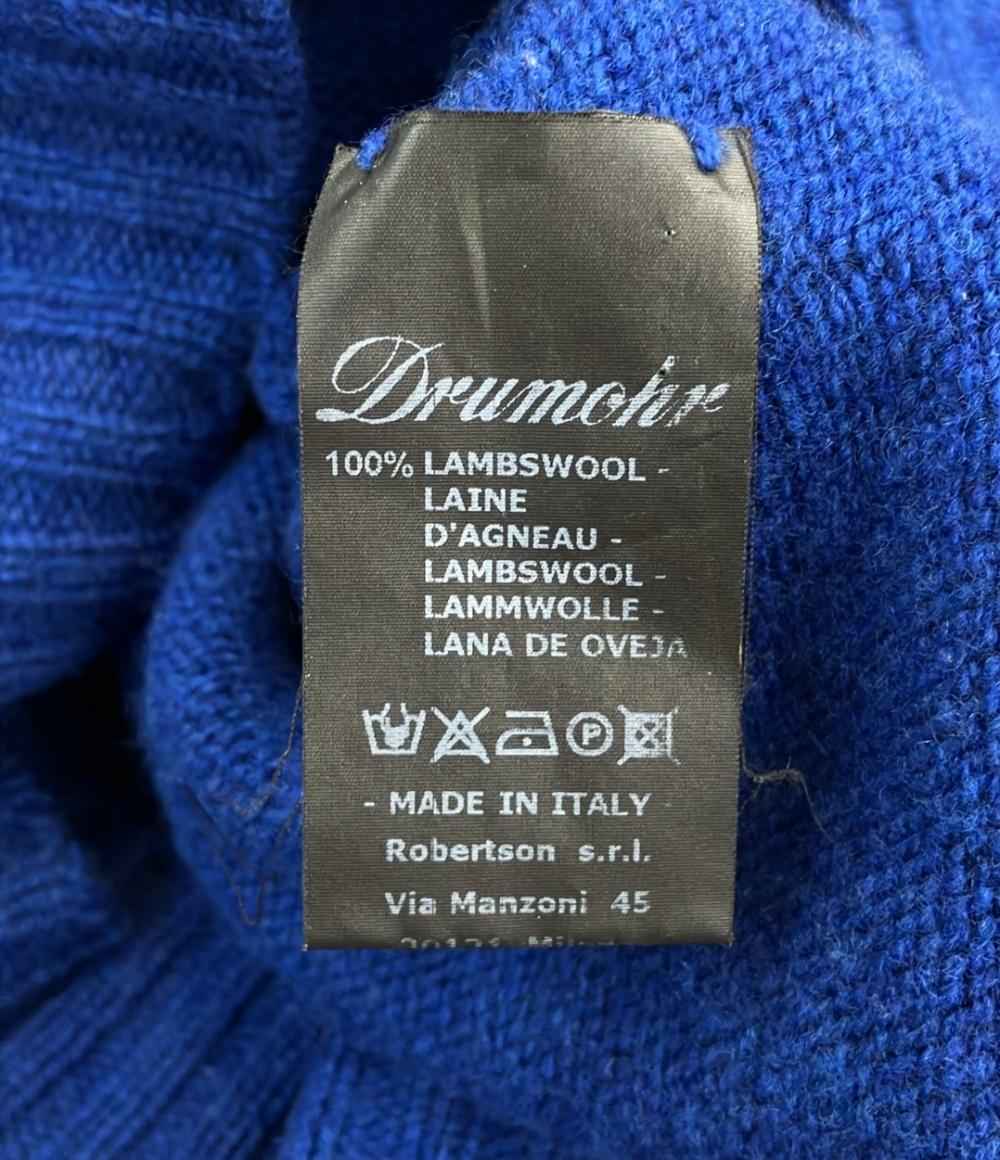 Drumohr
100% LAMBSWOOL -
LAINE
D'AGNEAU -
LAMBSWOOL -
LAMMWOLLE -
LANA DE OVEJA
P
- MADE IN ITALY -
Robertson s.r.l.
Via Manzoni 45